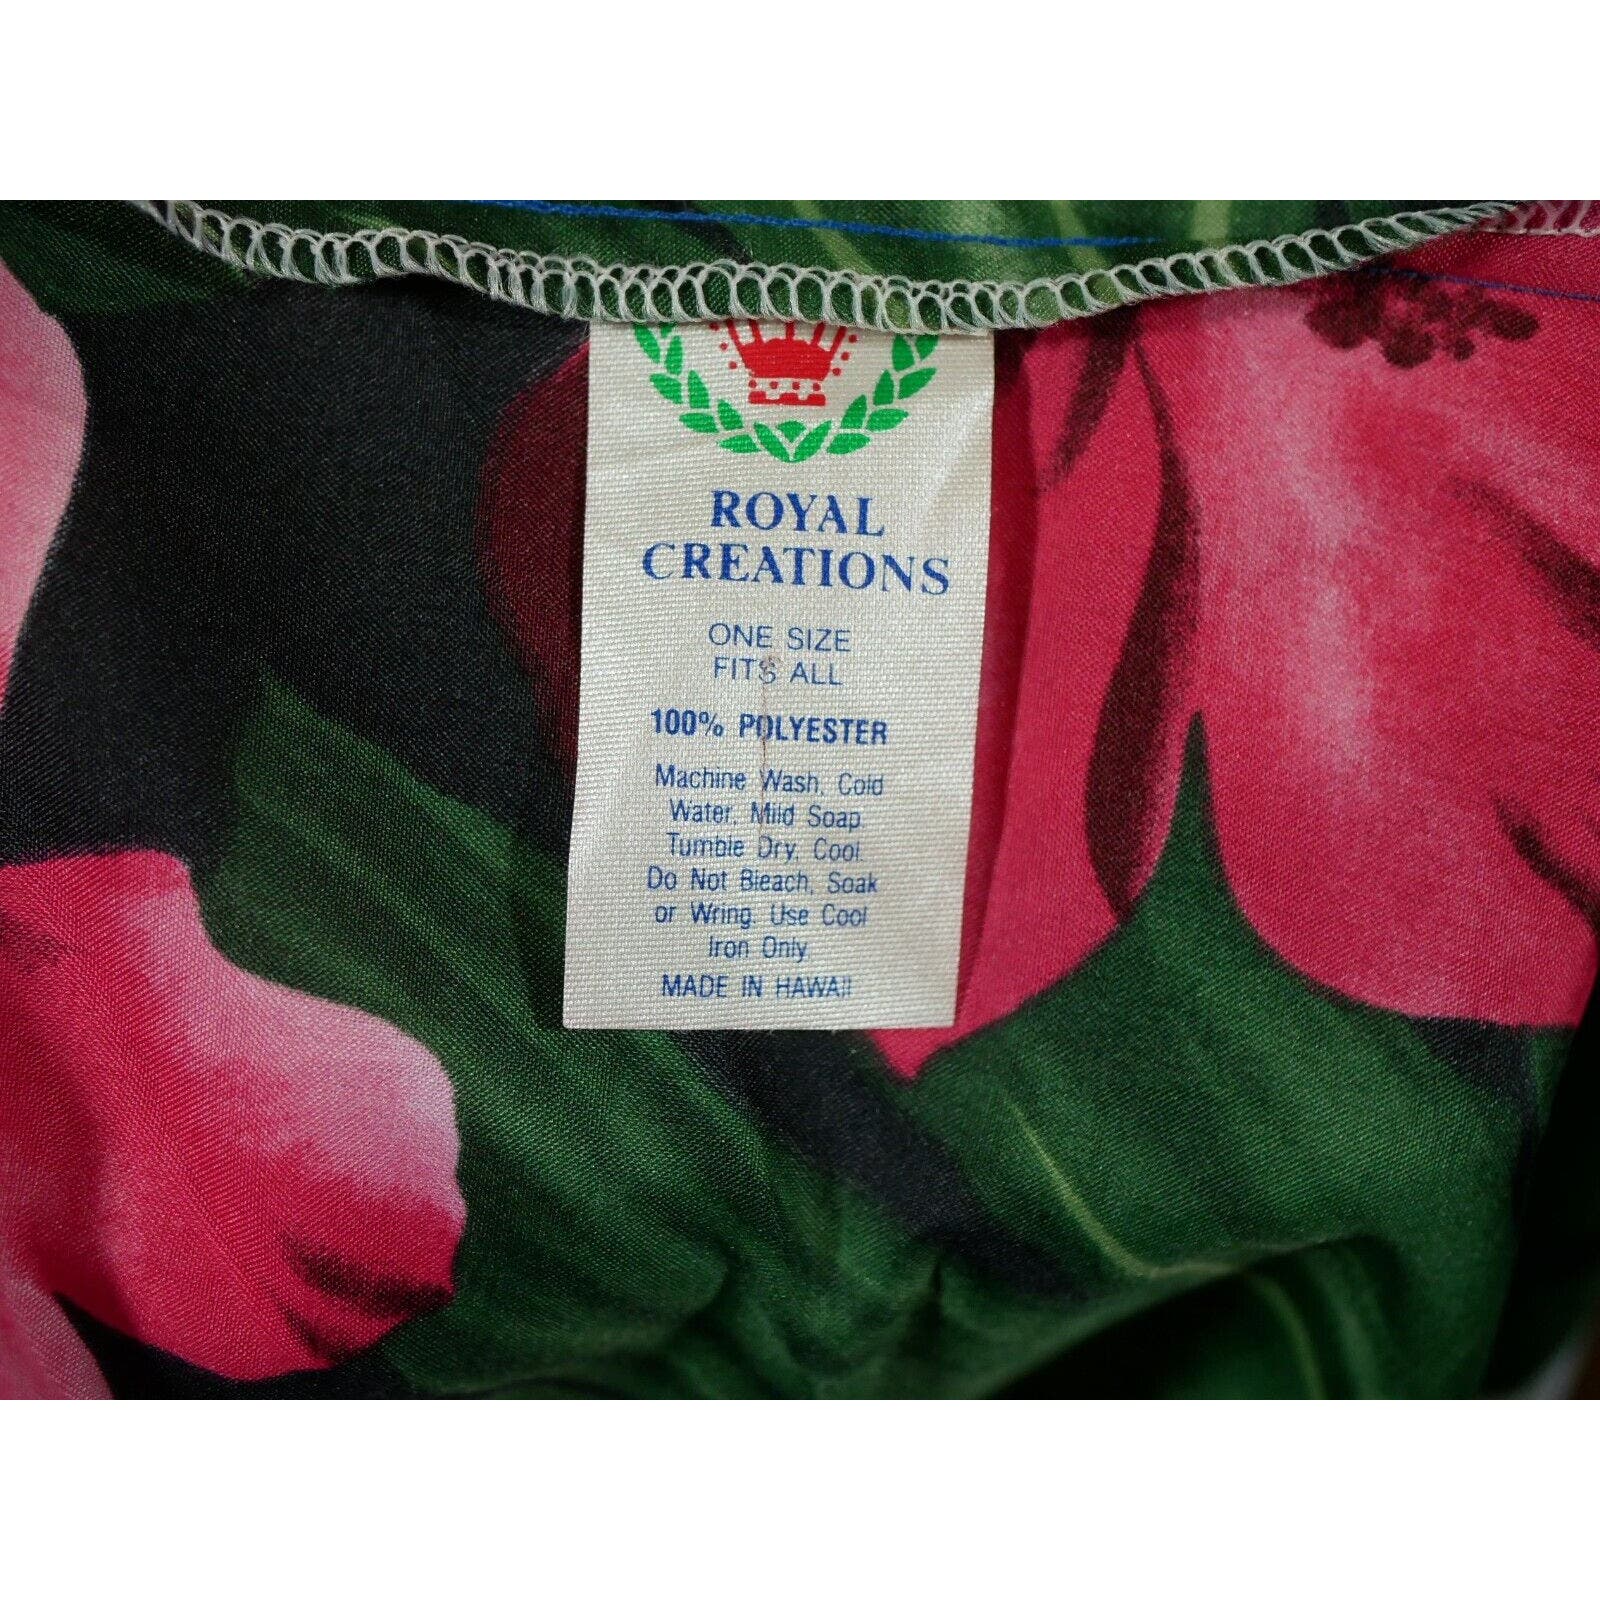 ROYAL
CREATIONS
ONE SIZE
FITS ALL
100% POLYESTER
Machine Wash, Cold
Water, Mild Soap.
Tumble Dry, Cool.
Do Not Bleach, Soak
or Wring. Use Cool
Iron Only.
MADE IN HAWAII